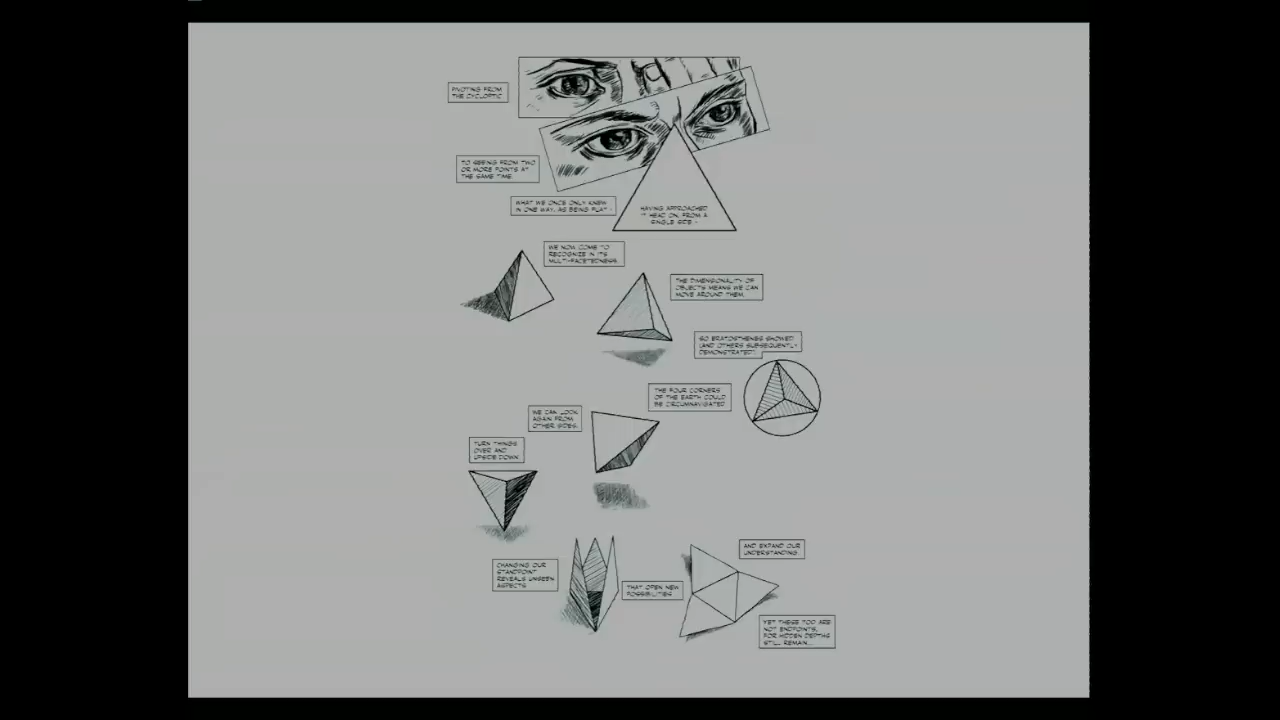 PIVOTING FROM
THE CYCLOPTIC
TO SEEING FROM TWO
OR MORE POINTS AT
THE SAME TIME.
WHAT WE ONCE ONLY KNEW
IN ONE WAY, AS BEING FLAT -
HAVING APPROACHED
IT HEAD ON, FROM A
SINGLE SIDE -
WE NOW COME TO
RECOGNIZE IN ITS
MULTI-FACETEDNESS.
THE DIMENSIONALITY OF
OBJECTS MEANS WE CAN
MOVE AROUND THEM.
SO ERATOSTHENES SHOWED
(AND OTHERS SUBSEQUENTLY
DEMONSTRATED),
THE FOUR CORNERS
OF THE EARTH COULD
BE CIRCUMNAVIGATED.
WE CAN LOOK
AGAIN FROM
OTHER SIDES,
TURN THINGS
OVER AND
UPSIDE DOWN.
CHANGING OUR
STANDPOINT
REVEALS UNSEEN
ASPECTS
THAT OPEN NEW
POSSIBILITIES
AND EXPAND OUR
UNDERSTANDING.
YET THESE TOO ARE
NOT ENDPOINTS,
FOR HIDDEN DEPTHS
STILL REMAIN...